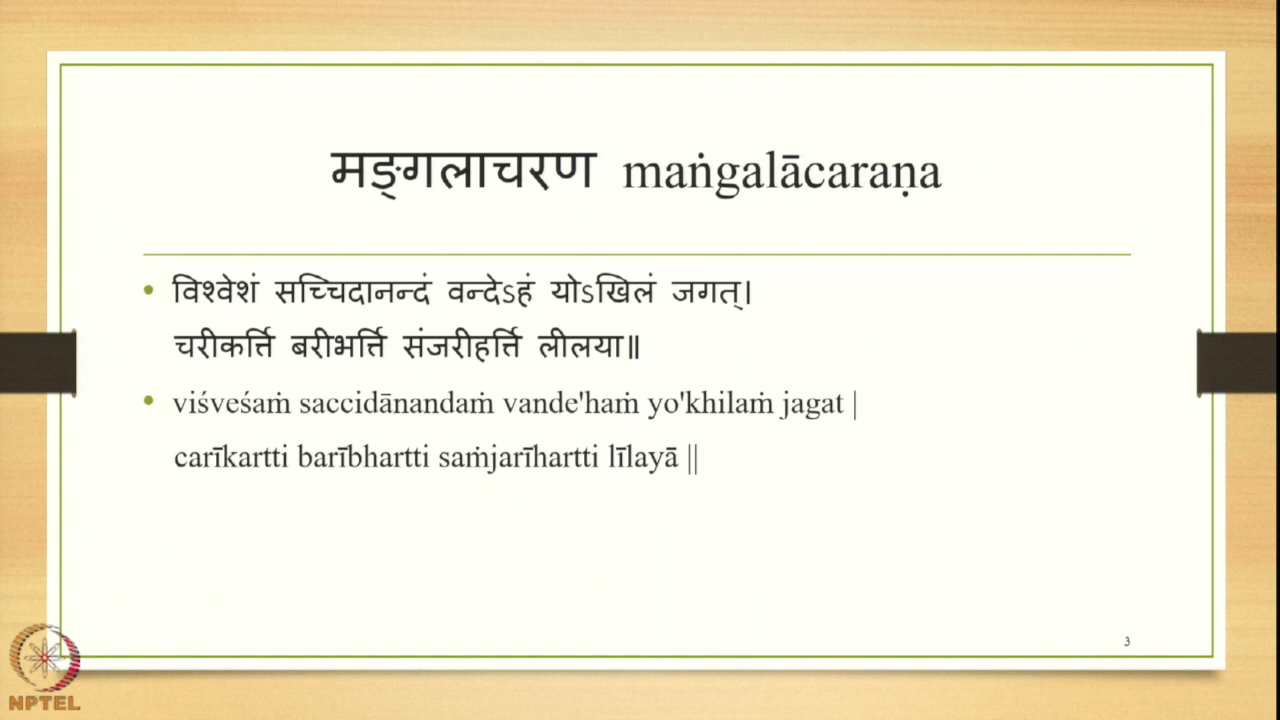 मङ्गलाचरण maṅgalācaraṇa
• विश्वेशं सच्चिदानन्दं वन्देऽहं योऽखिलं जगत्।
चरीकर्त्ति बरीभर्त्ति संजरीहर्त्ति लीलया॥
• viśveśaṁ saccidānandaṁ vande'haṁ yo'khilaṁ jagat |
carīkartti barībhartti saṁjarīhartti līlayā ||
3
NPTEL